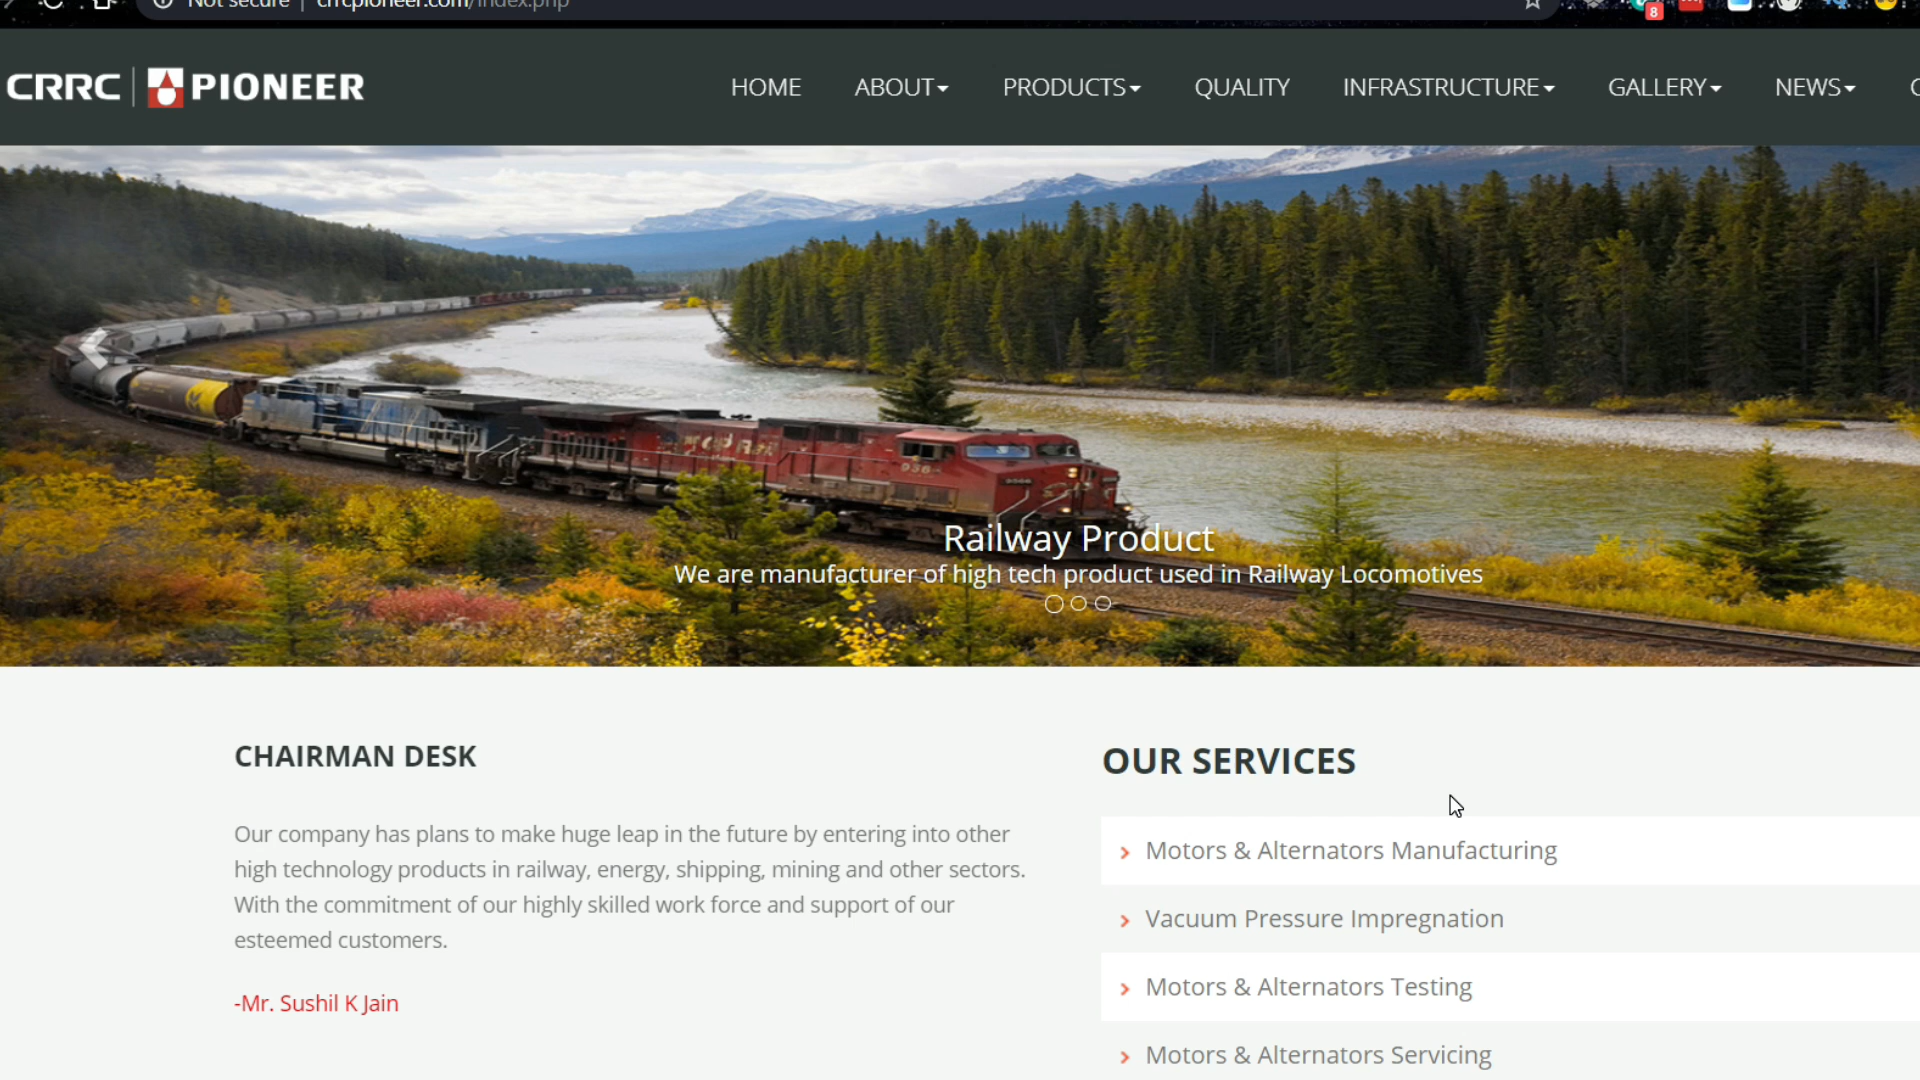 Not secure | crrcpioneer.com/index.php
8
CRRC PIONEER
HOME ABOUT PRODUCTS QUALITY INFRASTRUCTURE GALLERY NEWS
Railway Product
We are manufacturer of high tech product used in Railway Locomotives
CHAIRMAN DESK
Our company has plans to make huge leap in the future by entering into other
high technology products in railway, energy, shipping, mining and other sectors.
With the commitment of our highly skilled work force and support of our
esteemed customers.
-Mr. Sushil K Jain
OUR SERVICES
Motors & Alternators Manufacturing
Vacuum Pressure Impregnation
Motors & Alternators Testing
Motors & Alternators Servicing